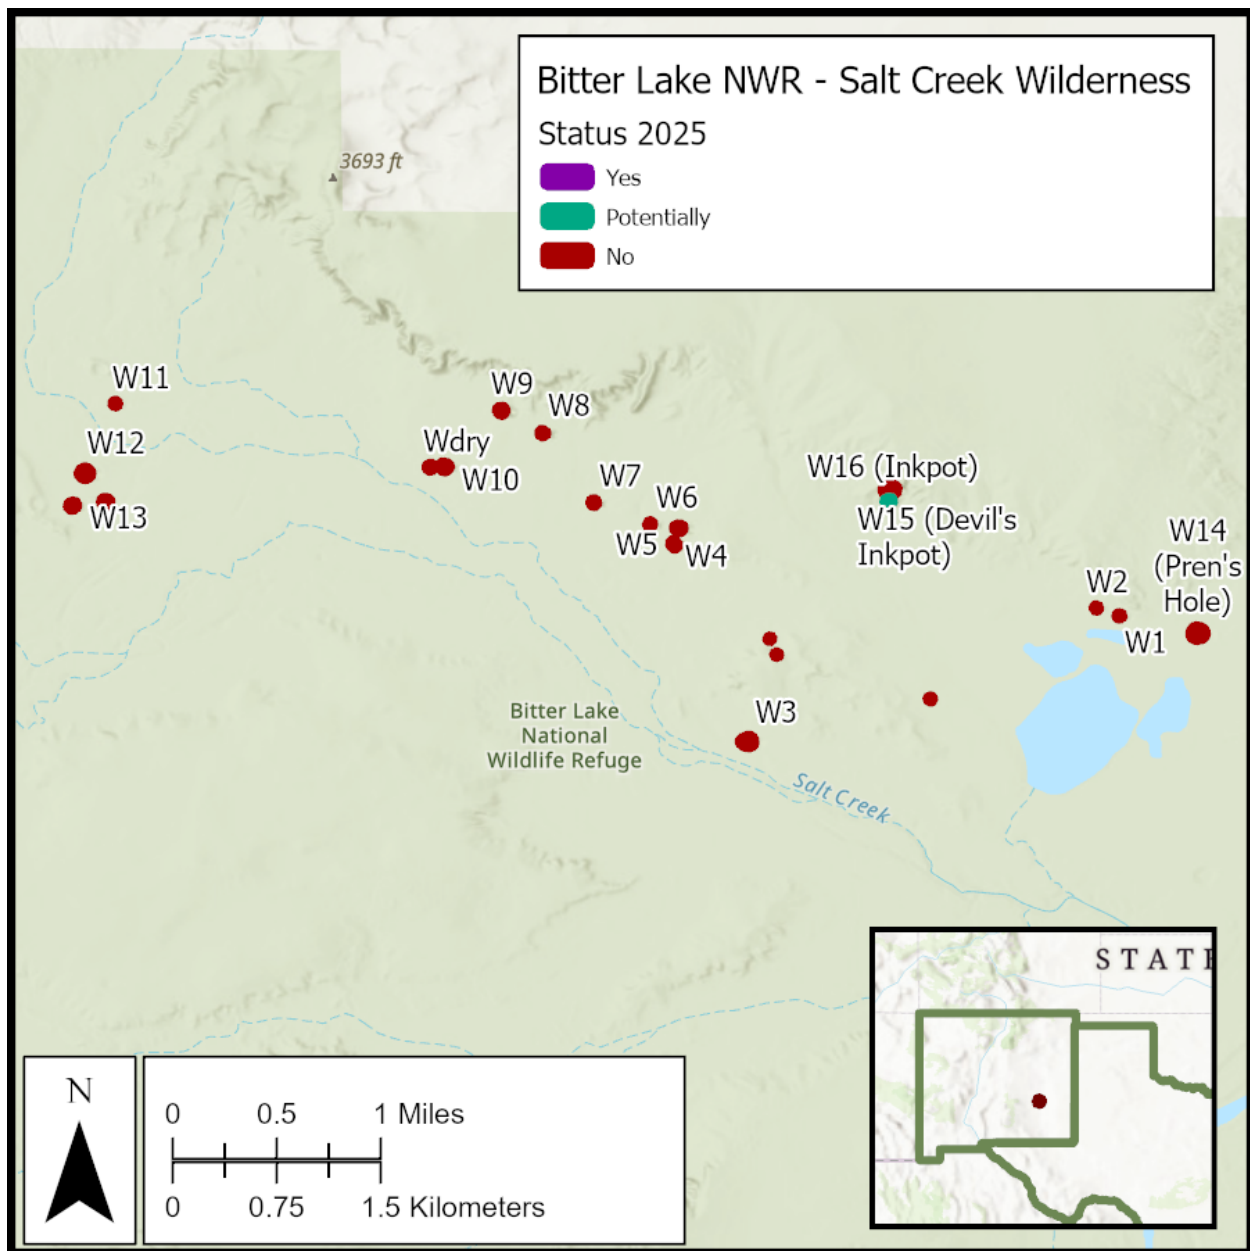 Bitter Lake NWR - Salt Creek Wilderness
Status 2025
Yes
Potentially
No
3693 ft
W11
W9
W8
W12
Wdry
W10
W13
W7
W6
W5
W4
W16 (Inkpot)
W15 (Devil's
Inkpot)
W14
(Pren's
Hole)
W2
W1
W3
Bitter Lake
National
Wildlife Refuge
Salt Creek
N
0 0.5 1 Miles
0 0.75 1.5 Kilometers
STAT